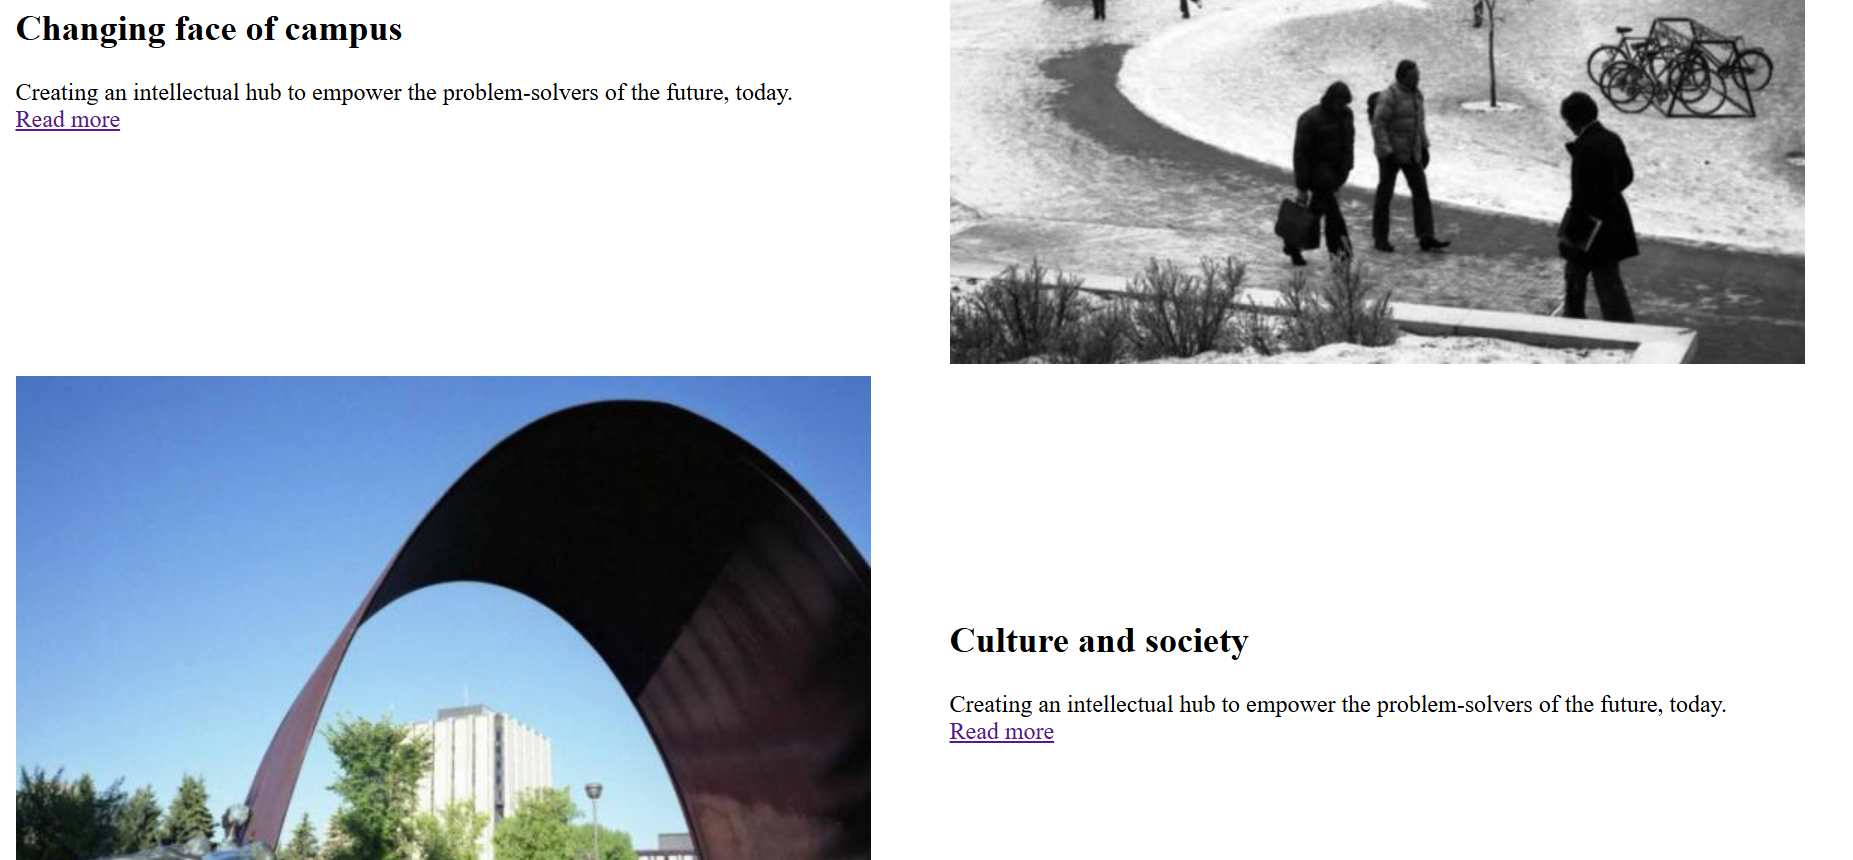 Changing face of campus
Creating an intellectual hub to empower the problem-solvers of the future, today.
Read more
Culture and society
Creating an intellectual hub to empower the problem-solvers of the future, today.
Read more